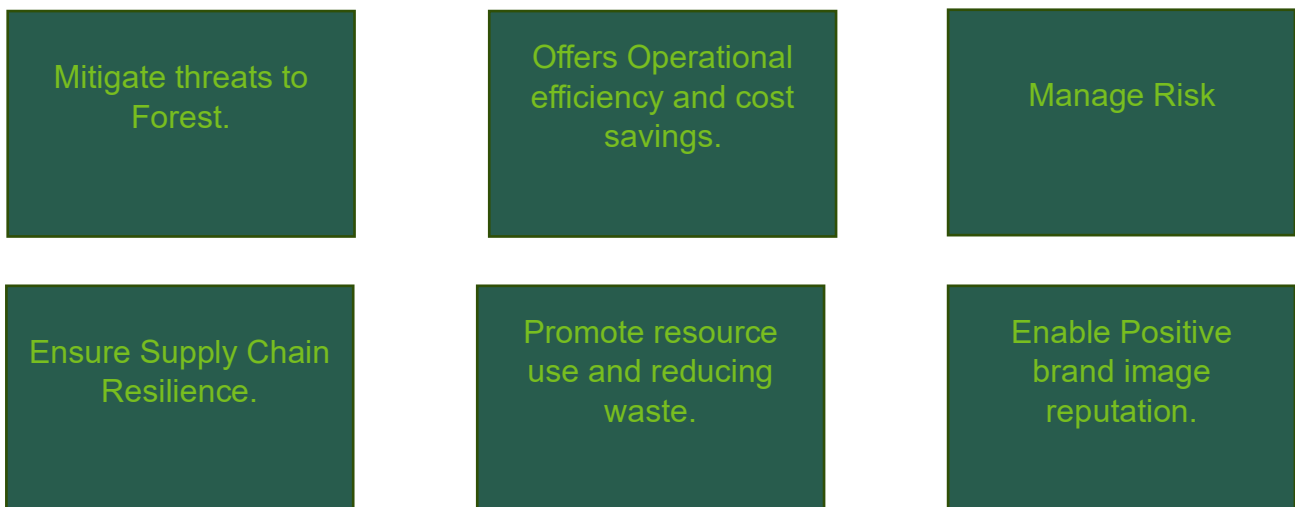 Mitigate threats to
Forest.
Offers Operational
efficiency and cost
savings.
Manage Risk
Ensure Supply Chain
Resilience.
Promote resource
use and reducing
waste.
Enable Positive
brand image
reputation.